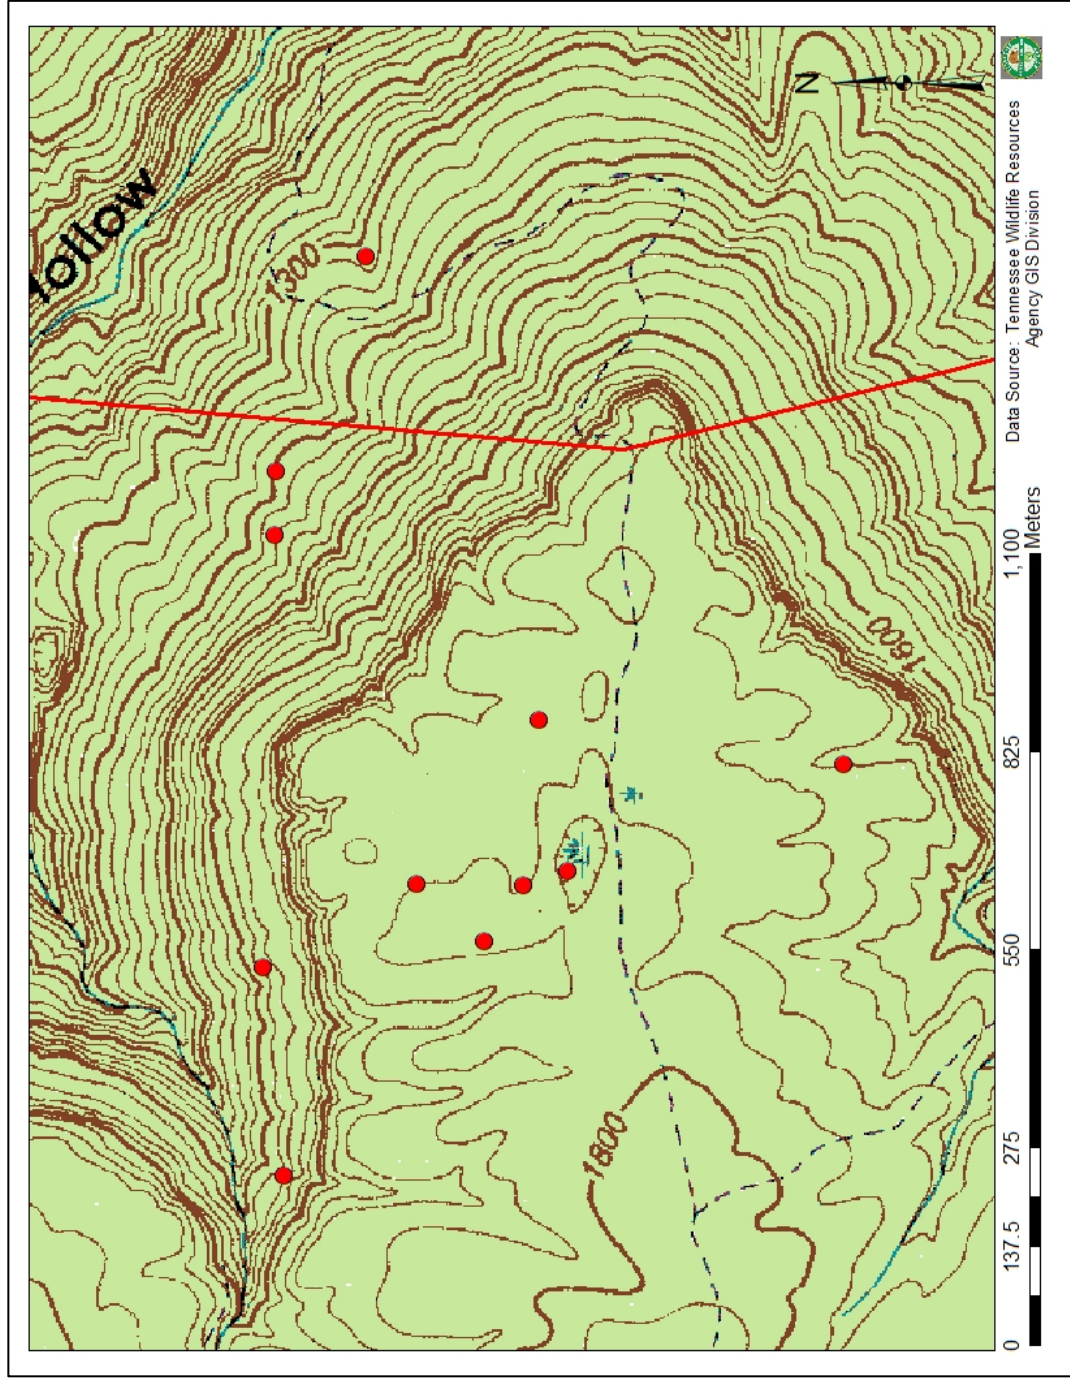 Hollow
1300
1600
1800
N
0 137.5 275 550 825 1,100
Meters
Data Source: Tennessee Wildlife Resources
Agency GIS Division